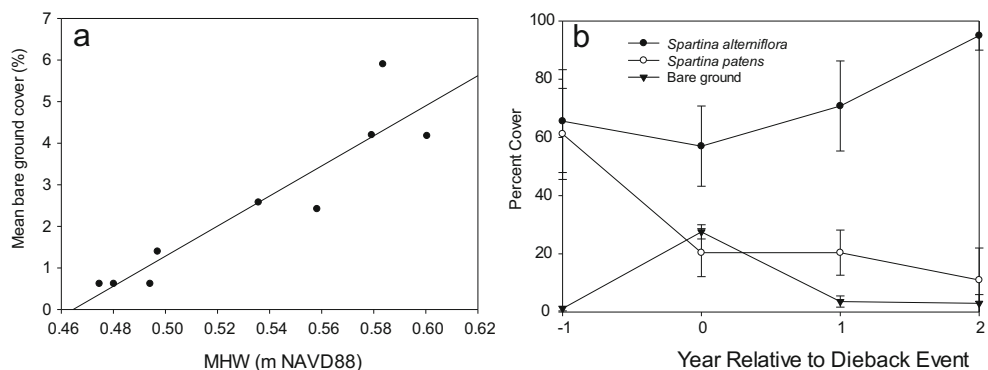 a
Mean bare ground cover (%)
7
6
5
4
3
2
1
0
0.46 0.48 0.50 0.52 0.54 0.56 0.58 0.60 0.62
MHW (m NAVD88)
b
Spartina alterniflora
Spartina patens
Bare ground
Percent Cover
100
80
60
40
20
0
-1 0 1 2
Year Relative to Dieback Event